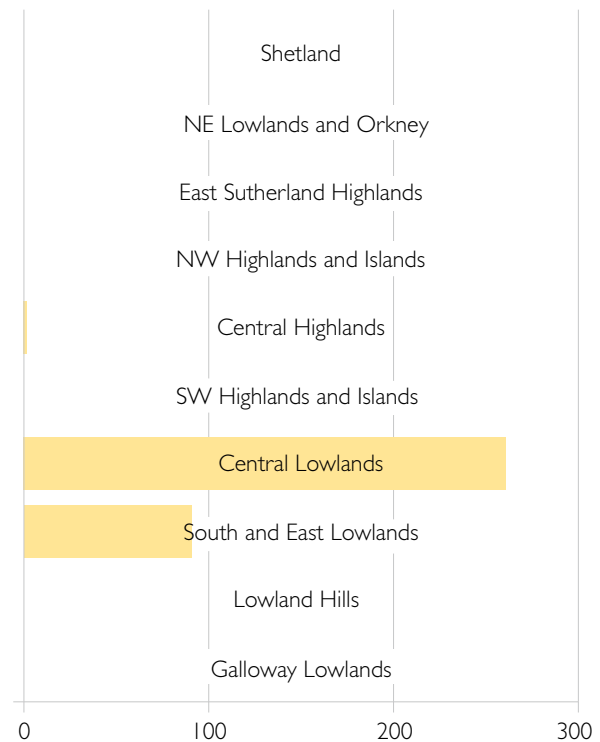 Shetland
NE Lowlands and Orkney
East Sutherland Highlands
NW Highlands and Islands
Central Highlands
SW Highlands and Islands
Central Lowlands
South and East Lowlands
Lowland Hills
Galloway Lowlands
0 100 200 300